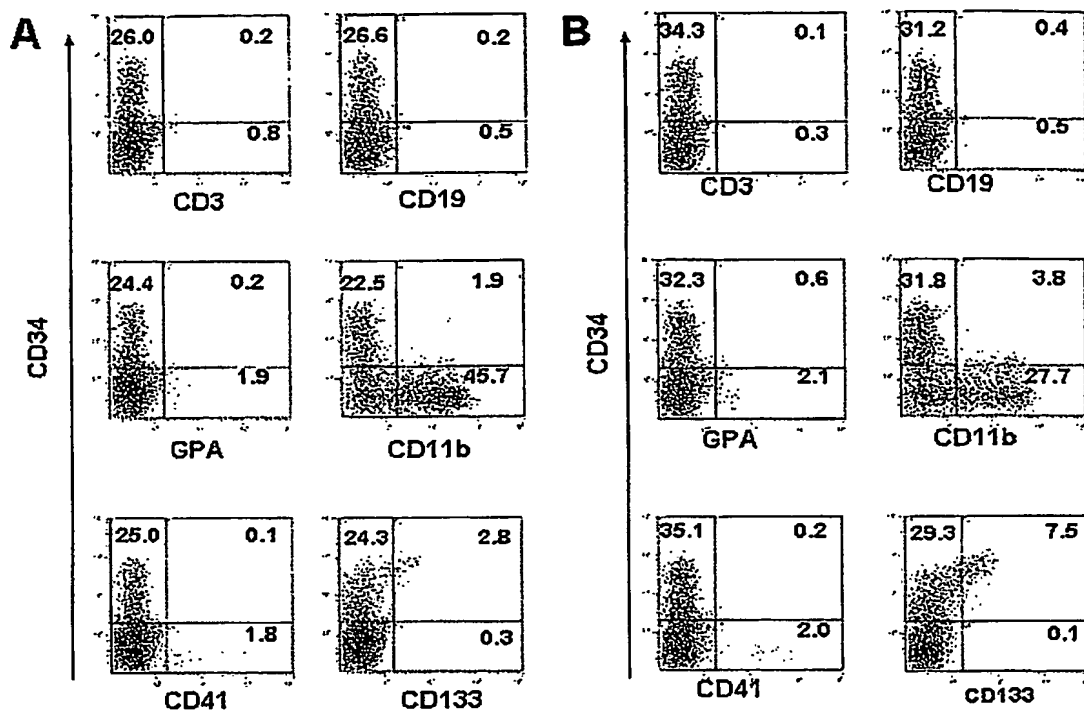 A
26.0 0.2
0.8
CD3
26.6 0.2
0.5
CD19
24.4 0.2
1.9
GPA
22.5 1.9
45.7
CD11b
25.0 0.1
1.8
CD41
24.3 2.8
0.3
CD133
CD34
B
34.3 0.1
0.3
CD3
31.2 0.4
0.5
CD19
32.3 0.6
2.1
GPA
31.8 3.8
27.7
CD11b
35.1 0.2
2.0
CD41
29.3 7.5
0.1
CD133
CD34